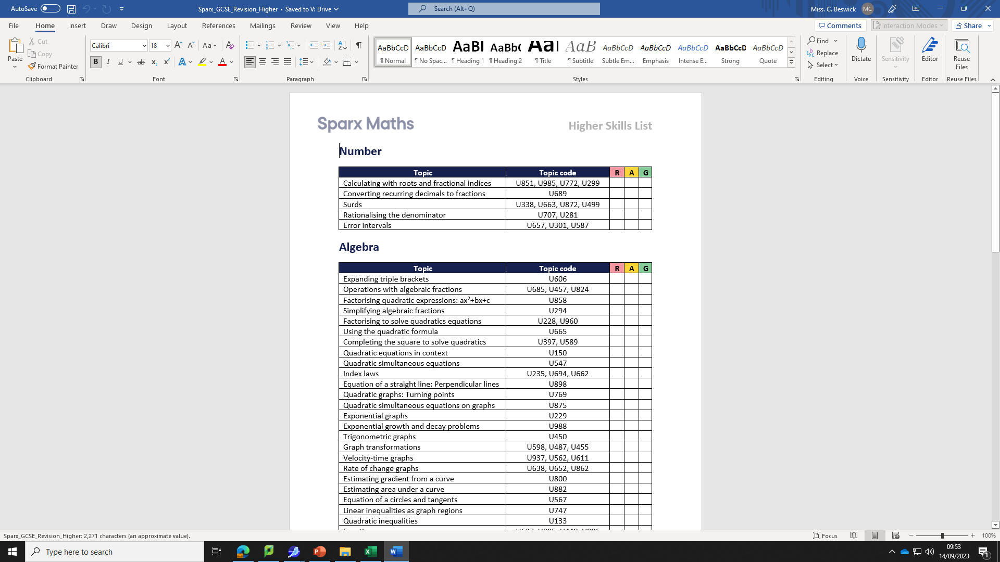 AutoSave Sparx_GCSE_Revision_Higher • Saved to V: Drive Search (Alt+Q) Miss. C. Beswick MC
File Home Insert Draw Design Layout References Mailings Review View Help Comments Interaction Modes Share
Paste Cut Copy Format Painter
Clipboard
Calibri 18
Font
Paragraph
AaBbCcD AaBbCcD AaBl AaBb( AaI AaB AaBbCcD AaBbCcD AaBbCcD AaBbCcD AaBbCcD
¶ Normal ¶ No Spac... ¶ Heading 1 ¶ Heading 2 ¶ Title ¶ Subtitle Subtle Em... Emphasis Intense E... Strong Quote
Styles
Find Replace Select
Editing
Dictate
Voice
Sensitivity
Sensitivity
Editor
Editor
Reuse Files
Reuse Files
Sparx Maths Higher Skills List
Number
Topic Topic code R A G
Calculating with roots and fractional indices U851, U985, U772, U299
Converting recurring decimals to fractions U689
Surds U338, U663, U872, U499
Rationalising the denominator U707, U281
Error intervals U657, U301, U587
Algebra
Topic Topic code R A G
Expanding triple brackets U606
Operations with algebraic fractions U685, U457, U824
Factorising quadratic expressions: ax²+bx+c U858
Simplifying algebraic fractions U294
Factorising to solve quadratics equations U228, U960
Using the quadratic formula U665
Completing the square to solve quadratics U397, U589
Quadratic equations in context U150
Quadratic simultaneous equations U547
Index laws U235, U694, U662
Equation of a straight line: Perpendicular lines U898
Quadratic graphs: Turning points U769
Quadratic simultaneous equations on graphs U875
Exponential graphs U229
Exponential growth and decay problems U988
Trigonometric graphs U450
Graph transformations U598, U487, U455
Velocity-time graphs U937, U562, U611
Rate of change graphs U638, U652, U862
Estimating gradient from a curve U800
Estimating area under a curve U882
Equation of a circles and tangents U567
Linear inequalities as graph regions U747
Quadratic inequalities U133
Sparx_GCSE_Revision_Higher: 2,271 characters (an approximate value). Focus 100%
Type here to search 09:53
14/09/2023